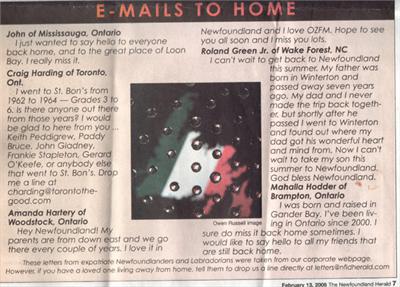 E-MAILS TO HOME
John of Mississauga, Ontario
I just want to say hello to everyone
back home, and to the great place of Loon
Bay. I really miss it.
Craig Harding of Toronto,
Ont.
I went to St. Bon's from
1962 to 1964 — Grades 3 to
6. Is there anyone out there
from those years? I would
be glad to here from you ...
Keith Peddigrew, Paddy
Bruce, John Gladney,
Frankie Stapleton, Gerard
O'Keefe, or anybody else
that went to St. Bon's. Drop
me a line at
charding@torontothe-
good.com
Amanda Hartery of
Woodstock, Ontario
Hey Newfoundland! My
parents are from down east and we go
there every couple of years. I love it in
Newfoundland and I love OZFM. Hope to see
you all soon and I miss you lots.
Roland Green Jr. of Wake Forest, NC
I can't wait to get back to Newfoundland
this summer. My father was
born in Winterton and
passed away seven years
ago. My dad and I never
made the trip back togeth-
er, but shortly after he
passed I went to Winterton
and found out where my
dad got his wonderful heart
and mind from. Now I can't
wait to take my son this
summer to Newfoundland.
God bless Newfoundland.
Mahalia Hodder of
Brampton, Ontario
I was born and raised in
Gander Bay. I've been liv-
ing in Ontario since 2000. I
sure do miss it back home sometimes. I
would like to say hello to all my friends that
are still back home.
Owen Russell image
These letters from expatriate Newfoundlanders and Labradorians were taken from our corporate webpage.
However, if you have a loved one living away from home, tell them to drop us a line directly at letters@nfldherald.com
February 13, 2005 The Newfoundland Herald 7